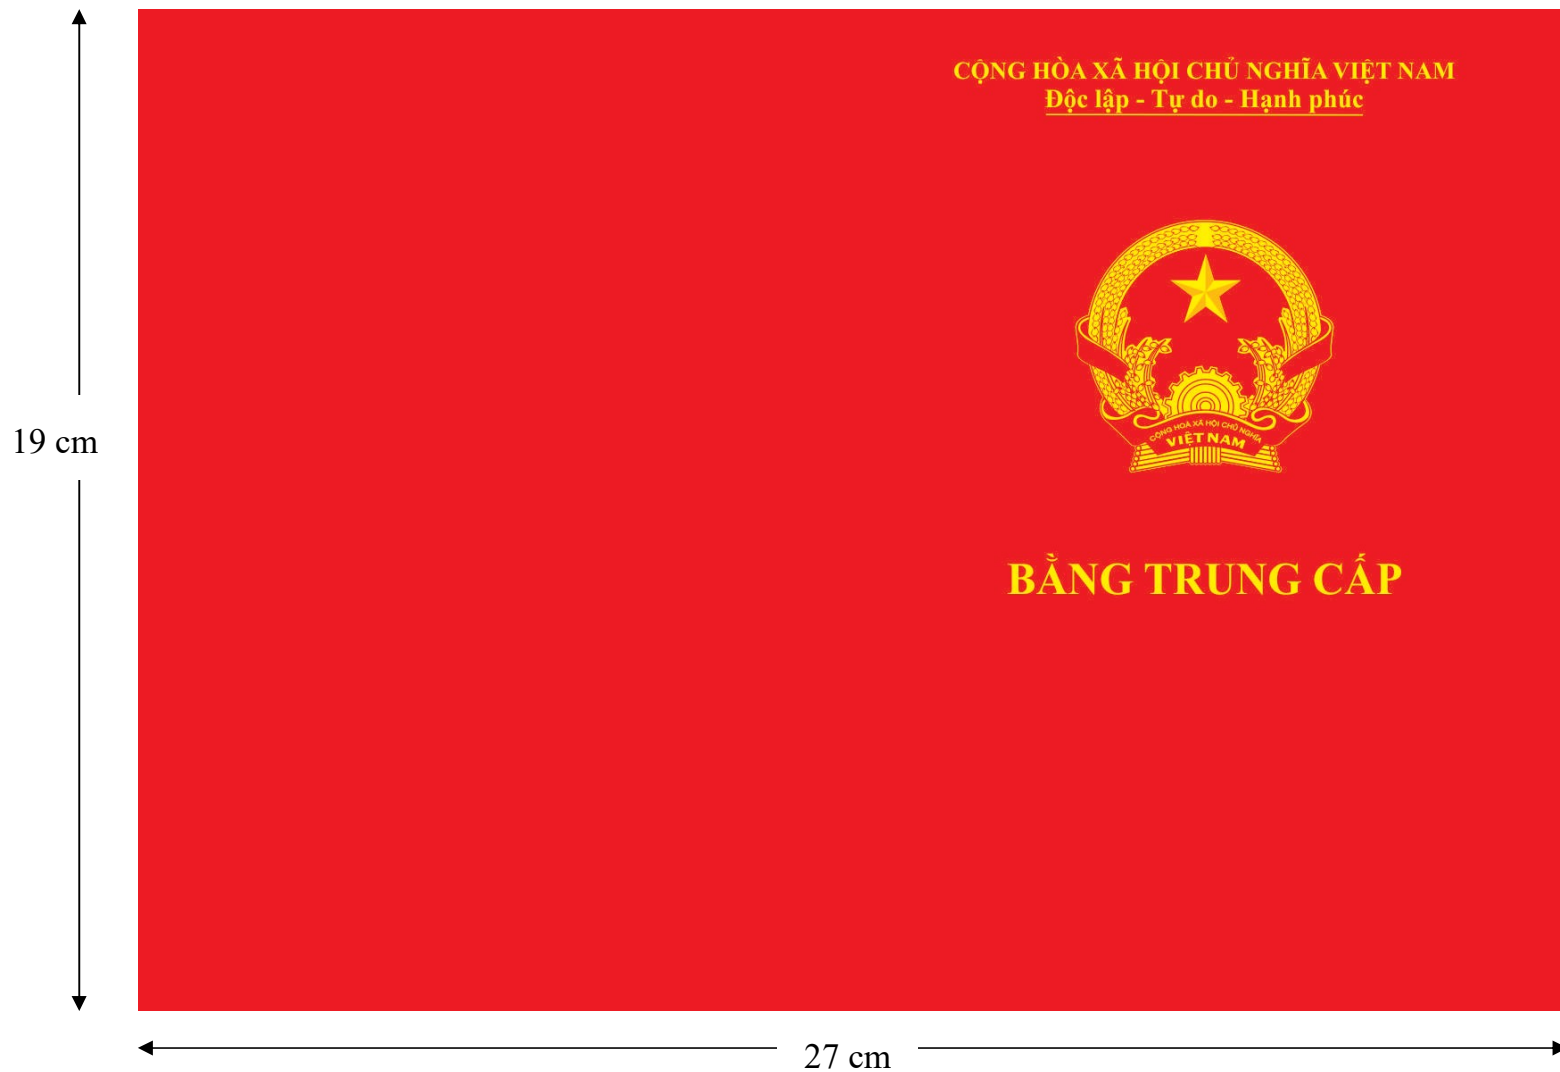 CỘNG HÒA XÃ HỘI CHỦ NGHĨA VIỆT NAM
Độc lập - Tự do - Hạnh phúc
CỘNG HOÀ XÃ HỘI CHỦ NGHĨA
VIỆT NAM
19 cm
BẰNG TRUNG CẤP
27 cm